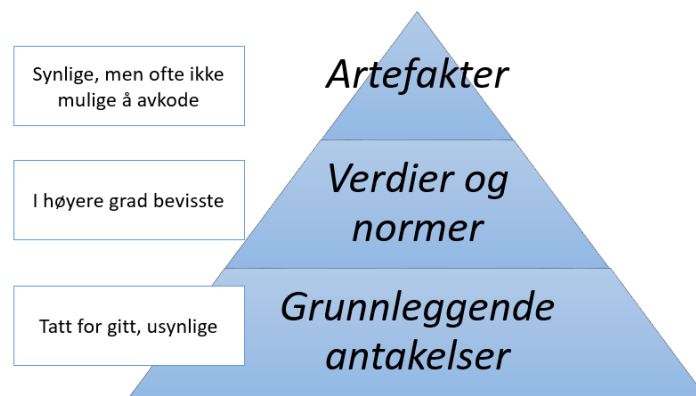 Synlige, men ofte ikke
mulige å avkode
Artefakter
I høyere grad bevisste
Verdier og
normer
Tatt for gitt, usynlige
Grunnleggende
antakelser